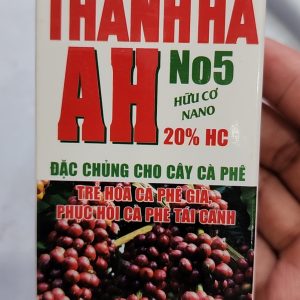 THANH HÀ
AH
No5
HỮU CƠ
NANO
20% HC
ĐẶC CHỦNG CHO CÂY CÀ PHÊ
TRẺ HÓA CÀ PHÊ GIÀ,
PHỤC HỒI CÀ PHÊ TÁI CANH